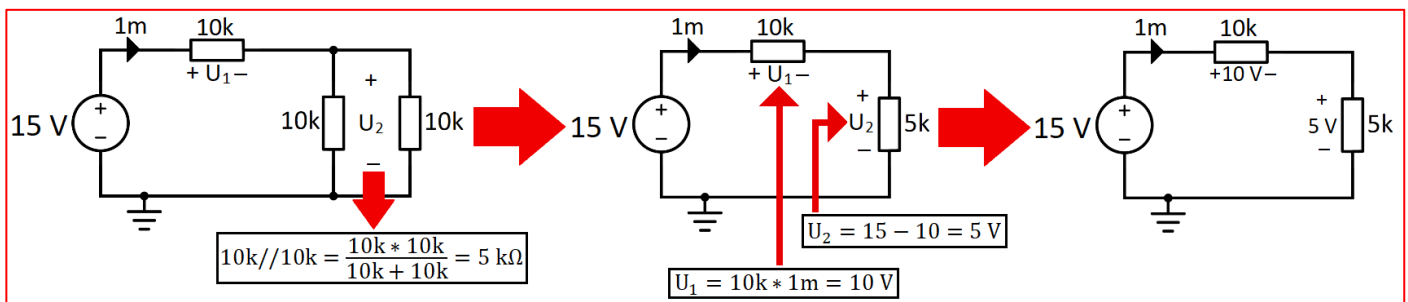 1m 10k
+ U₁ −
15 V + −
10k
+ U₂ −
10k
10k//10k = 10k ∗ 10k / 10k + 10k = 5 kΩ
1m 10k
+ U₁ −
15 V + −
+ U₂ −
5k
U₂ = 15 − 10 = 5 V
U₁ = 10k ∗ 1m = 10 V
1m 10k
+10 V−
15 V + −
+ 5 V −
5k